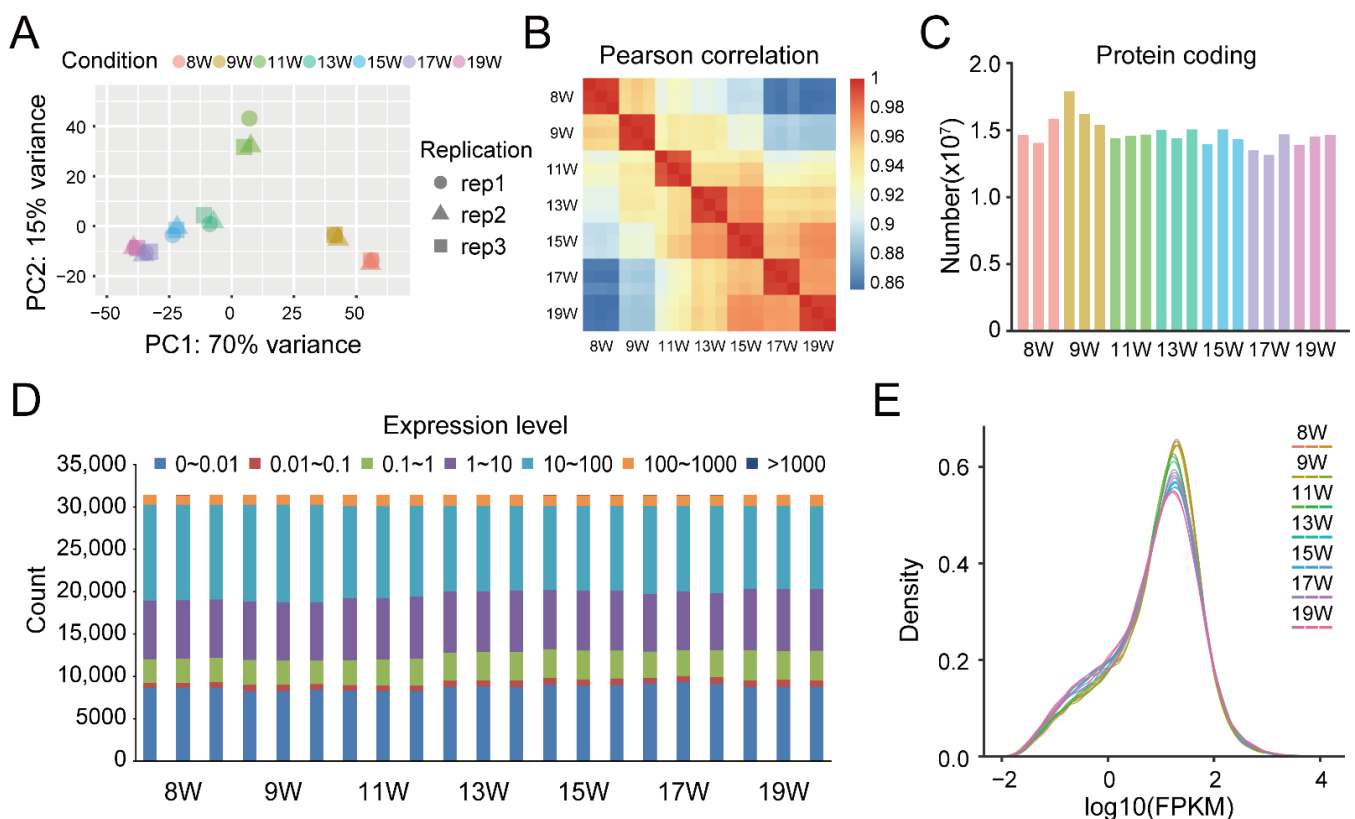 A
Condition 8W 9W 11W 13W 15W 17W 19W
PC2: 15% variance
40
20
0
−20
−50 −25 0 25 50
PC1: 70% variance
Replication
rep1
rep2
rep3
B
Pearson correlation
8W
9W
11W
13W
15W
17W
19W
8W 9W 11W 13W 15W 17W 19W
1
0.98
0.96
0.94
0.92
0.9
0.88
0.86
C
Protein coding
Number(x10⁷)
2.0
1.5
1.0
0.5
0
8W 9W 11W 13W 15W 17W 19W
D
Expression level
0~0.01 0.01~0.1 0.1~1 1~10 10~100 100~1000 >1000
Count
35,000
30,000
25,000
20,000
15,000
10,000
5000
0
8W 9W 11W 13W 15W 17W 19W
E
Density
0.6
0.4
0.2
0.0
−2 0 2 4
log10(FPKM)
8W
9W
11W
13W
15W
17W
19W